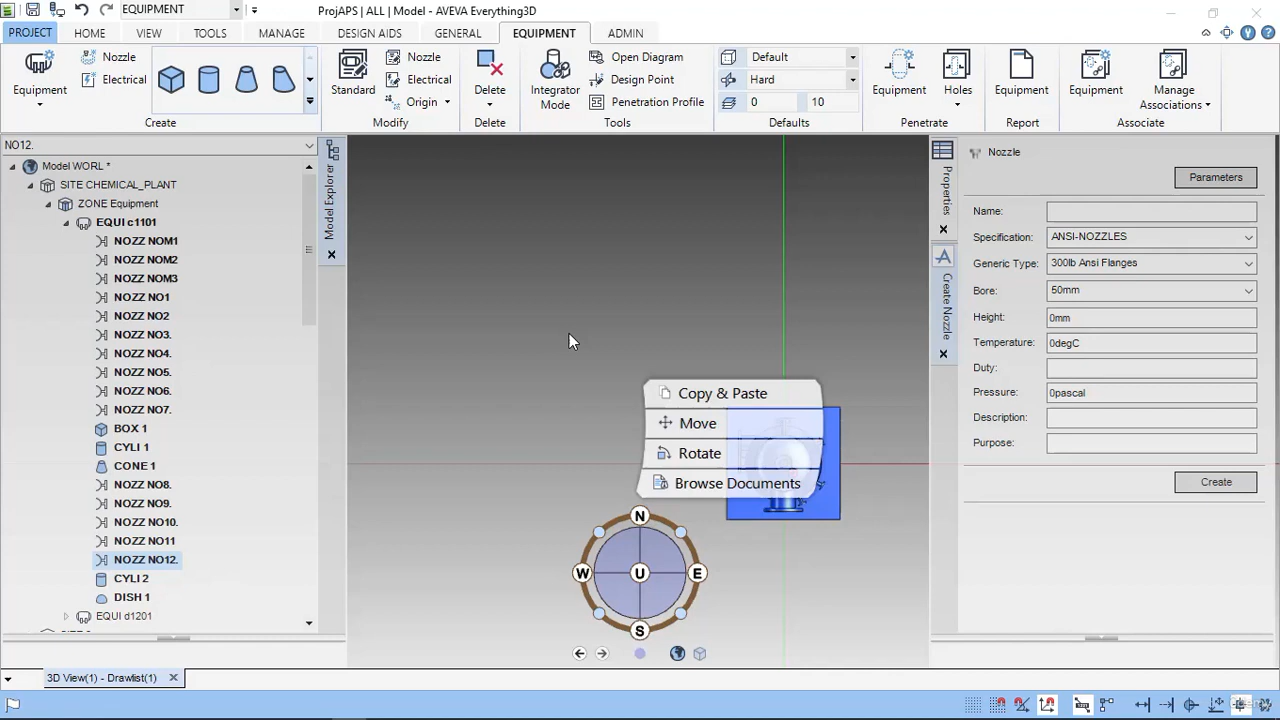 EQUIPMENT
ProjAPS | ALL | Model - AVEVA Everything3D
PROJECT HOME VIEW TOOLS MANAGE DESIGN AIDS GENERAL EQUIPMENT ADMIN
Equipment Nozzle Electrical
Create
Standard Nozzle Electrical Origin
Modify
Delete
Delete
Integrator Mode Open Diagram Design Point Penetration Profile
Tools
Default
Hard
0 10
Defaults
Equipment Holes
Penetrate
Equipment
Report
Equipment Manage Associations
Associate
NO12.
Model WORL *
SITE CHEMICAL_PLANT
ZONE Equipment
EQUI c1101
NOZZ NOM1
NOZZ NOM2
NOZZ NOM3
NOZZ NO1
NOZZ NO2
NOZZ NO3.
NOZZ NO4.
NOZZ NO5.
NOZZ NO6.
NOZZ NO7.
BOX 1
CYLI 1
CONE 1
NOZZ NO8.
NOZZ NO9.
NOZZ NO10.
NOZZ NO11
NOZZ NO12.
CYLI 2
DISH 1
EQUI d1201
Model Explorer
Copy & Paste
Move
Rotate
Browse Documents
N
W U E
S
Properties
Create Nozzle
Nozzle
Parameters
Name:
Specification: ANSI-NOZZLES
Generic Type: 300lb Ansi Flanges
Bore: 50mm
Height: 0mm
Temperature: 0degC
Duty:
Pressure: 0pascal
Description:
Purpose:
Create
3D View(1) - Drawlist(1)